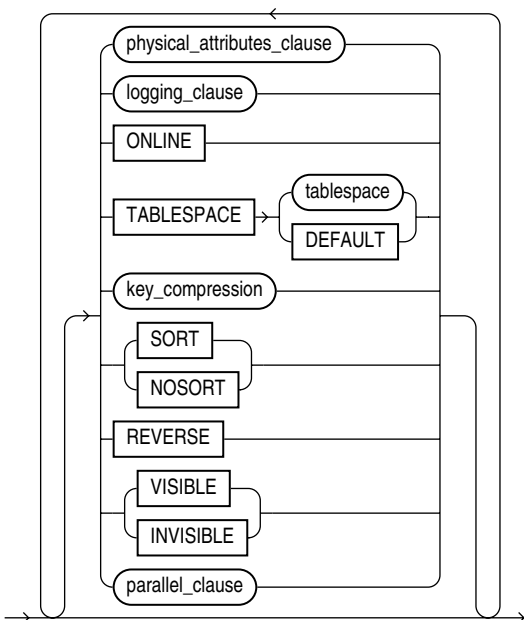 physical_attributes_clause
logging_clause
ONLINE
tablespace
TABLESPACE
DEFAULT
key_compression
SORT
NOSORT
REVERSE
VISIBLE
INVISIBLE
parallel_clause